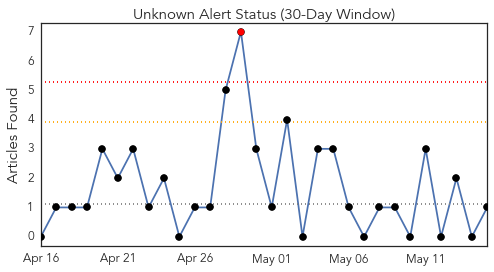 Unknown Alert Status (30-Day Window)
Articles Found
7
6
5
4
3
2
1
0
Apr 16
Apr 21
Apr 26
May 01
May 06
May 11